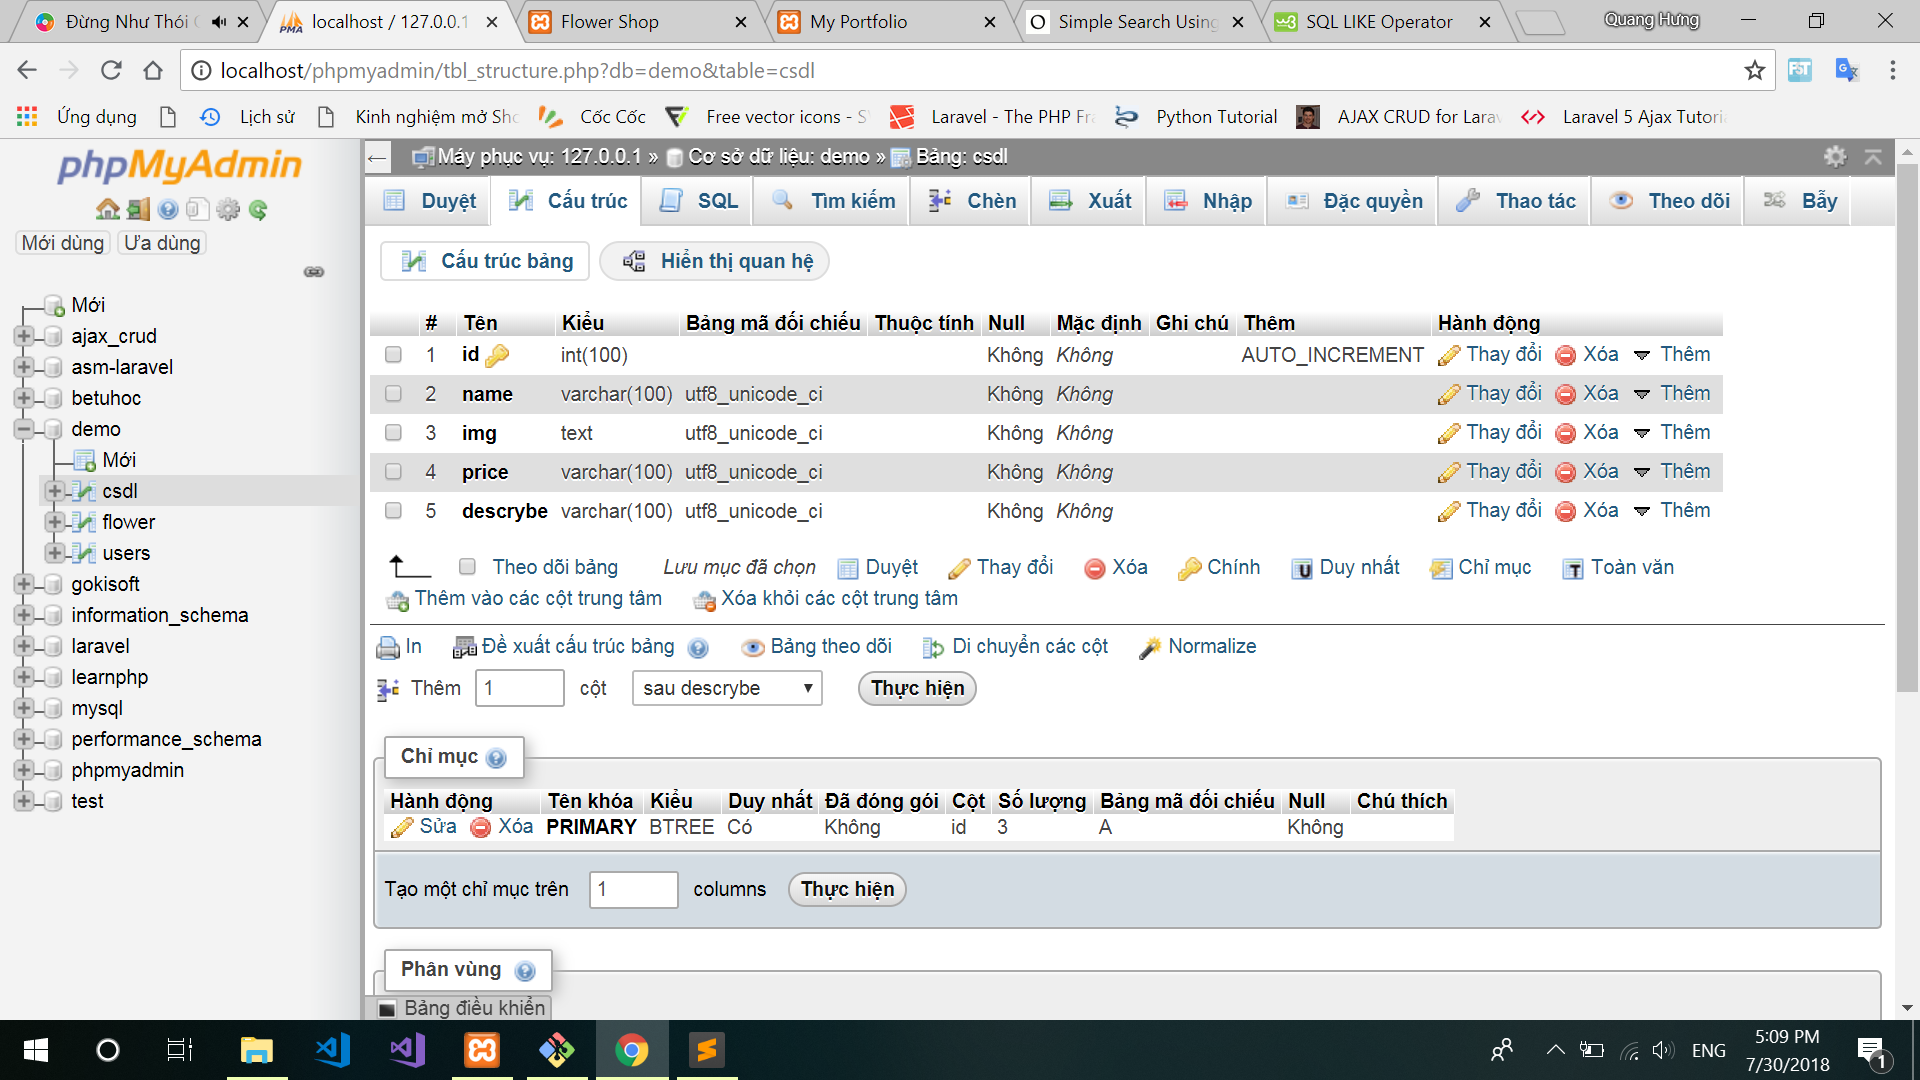 Đừng Như Thói
localhost / 127.0.0.1
Flower Shop
My Portfolio
Simple Search Using
SQL LIKE Operator
Quang Hưng
localhost/phpmyadmin/tbl_structure.php?db=demo&table=csdl
Ứng dụng
Lịch sử
Kinh nghiệm mở Sho
Cốc Cốc
Free vector icons - S
Laravel - The PHP Fra
Python Tutorial
AJAX CRUD for Larav
Laravel 5 Ajax Tutori
phpMyAdmin
Mới dùng Ưa dùng
Mới
ajax_crud
asm-laravel
betuhoc
demo
Mới
csdl
flower
users
gokisoft
information_schema
laravel
learnphp
mysql
performance_schema
phpmyadmin
test
Máy phục vụ: 127.0.0.1 » Cơ sở dữ liệu: demo » Bảng: csdl
Duyệt Cấu trúc SQL Tìm kiếm Chèn Xuất Nhập Đặc quyền Thao tác Theo dõi Bẫy
Cấu trúc bảng Hiển thị quan hệ
# Tên Kiểu Bảng mã đối chiếu Thuộc tính Null Mặc định Ghi chú Thêm Hành động
1 id int(100) Không Không AUTO_INCREMENT Thay đổi Xóa Thêm
2 name varchar(100) utf8_unicode_ci Không Không Thay đổi Xóa Thêm
3 img text utf8_unicode_ci Không Không Thay đổi Xóa Thêm
4 price varchar(100) utf8_unicode_ci Không Không Thay đổi Xóa Thêm
5 descrybe varchar(100) utf8_unicode_ci Không Không Thay đổi Xóa Thêm
Theo dõi bảng Lưu mục đã chọn Duyệt Thay đổi Xóa Chính Duy nhất Chỉ mục Toàn văn
Thêm vào các cột trung tâm Xóa khỏi các cột trung tâm
In Đề xuất cấu trúc bảng Bảng theo dõi Di chuyển các cột Normalize
Thêm 1 cột sau descrybe Thực hiện
Chỉ mục
Hành động Tên khóa Kiểu Duy nhất Đã đóng gói Cột Số lượng Bảng mã đối chiếu Null Chú thích
Sửa Xóa PRIMARY BTREE Có Không id 3 A Không
Tạo một chỉ mục trên 1 columns Thực hiện
Phân vùng
Bảng điều khiển
ENG
5:09 PM
7/30/2018
1